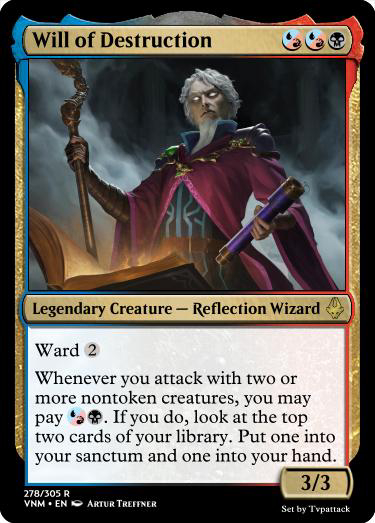 Will of Destruction
Legendary Creature — Reflection Wizard
Ward 2
Whenever you attack with two or
more nontoken creatures, you may
pay . If you do, look at the top
two cards of your library. Put one into
your sanctum and one into your hand.
3/3
278/305 R
VNM • EN Artur Treffner
Set by Tvpattack